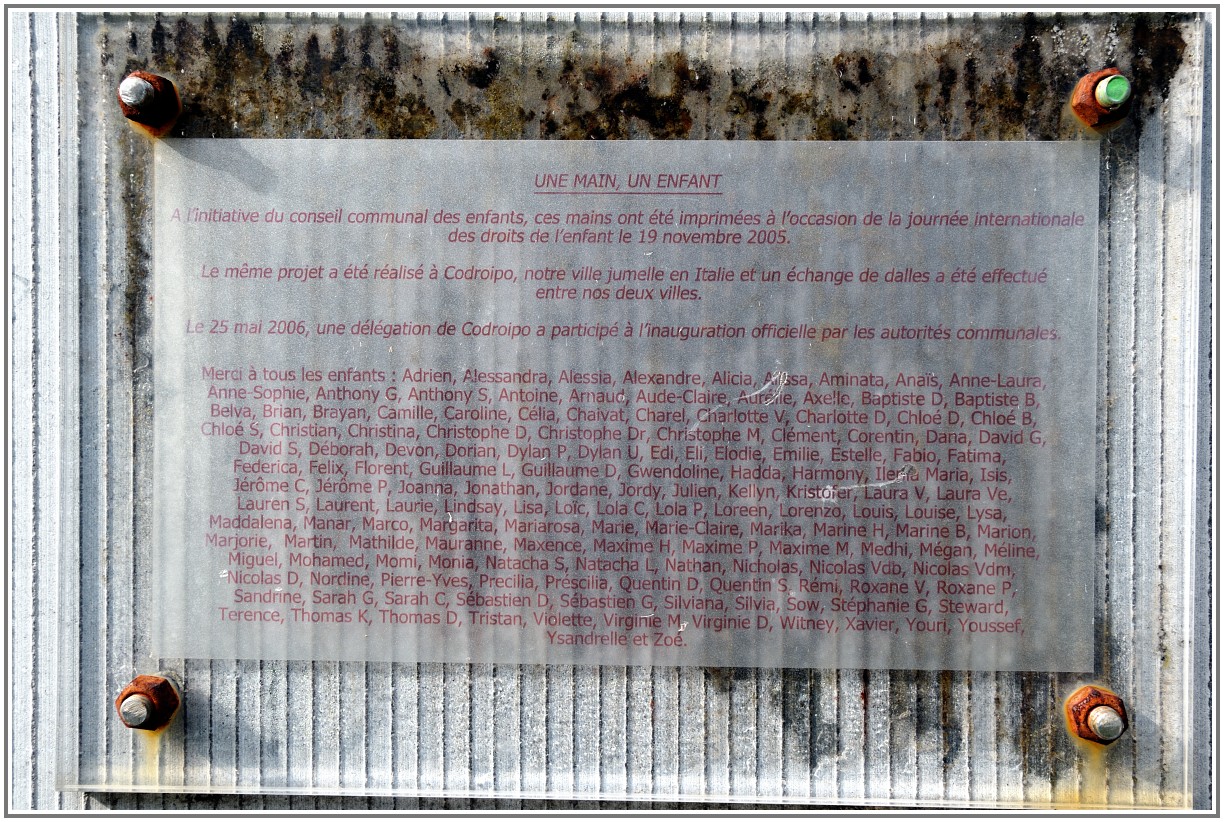 UNE MAIN, UN ENFANT
A l'initiative du conseil communal des enfants, ces mains ont été imprimées à l'occasion de la journée internationale
des droits de l'enfant le 19 novembre 2005.
Le même projet a été réalisé à Codroipo, notre ville jumelle en Italie et un échange de dalles a été effectué
entre nos deux villes.
Le 25 mai 2006, une délégation de Codroipo a participé à l'inauguration officielle par les autorités communales.
Merci à tous les enfants : Adrien, Alessandra, Alessia, Alexandre, Alicia, Alissa, Aminata, Anaïs, Anne-Laura,
Anne-Sophie, Anthony G, Anthony S, Antoine, Arnaud, Aude-Claire, Aurélie, Axelle, Baptiste D, Baptiste B,
Belva, Brian, Brayan, Camille, Caroline, Célia, Chaivat, Charel, Charlotte V, Charlotte D, Chloé D, Chloé B,
Chloé S, Christian, Christina, Christophe D, Christophe Dr, Christophe M, Clément, Corentin, Dana, David G,
David S, Déborah, Devon, Dorian, Dylan P, Dylan U, Edi, Eli, Elodie, Emilie, Estelle, Fabio, Fatima,
Federica, Felix, Florent, Guillaume L, Guillaume D, Gwendoline, Hadda, Harmony, Ilenia Maria, Isis,
Jérôme C, Jérôme P, Joanna, Jonathan, Jordane, Jordy, Julien, Kellyn, Kristofer, Laura V, Laura Ve,
Lauren S, Laurent, Laurie, Lindsay, Lisa, Loïc, Lola C, Lola P, Loreen, Lorenzo, Louis, Louise, Lysa,
Maddalena, Manar, Marco, Margarita, Mariarosa, Marie, Marie-Claire, Marika, Marine H, Marine B, Marion,
Marjorie, Martin, Mathilde, Mauranne, Maxence, Maxime H, Maxime P, Maxime M, Medhi, Mégan, Méline,
Miguel, Mohamed, Momi, Monia, Natacha S, Natacha L, Nathan, Nicholas, Nicolas Vdb, Nicolas Vdm,
Nicolas D, Nordine, Pierre-Yves, Precilia, Préscilia, Quentin D, Quentin S, Rémi, Roxane V, Roxane P,
Sandrine, Sarah G, Sarah C, Sébastien D, Sébastien G, Silviana, Silvia, Sow, Stéphanie G, Steward,
Terence, Thomas K, Thomas D, Tristan, Violette, Virginie M, Virginie D, Witney, Xavier, Youri, Youssef,
Ysandrelle et Zoé.